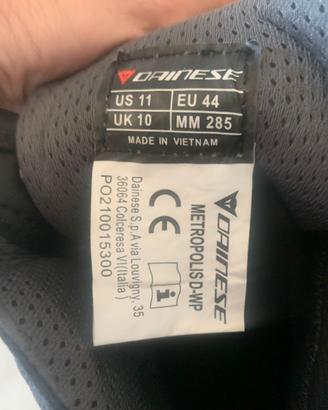 DAINESE
US 11 EU 44
UK 10 MM 285
MADE IN VIETNAM
DAINESE
METROPOLIS D-WP
CE
i
Dainese S.p.A via Louvigny, 35
36064 Colceresa VI(Italia)
PO210015300